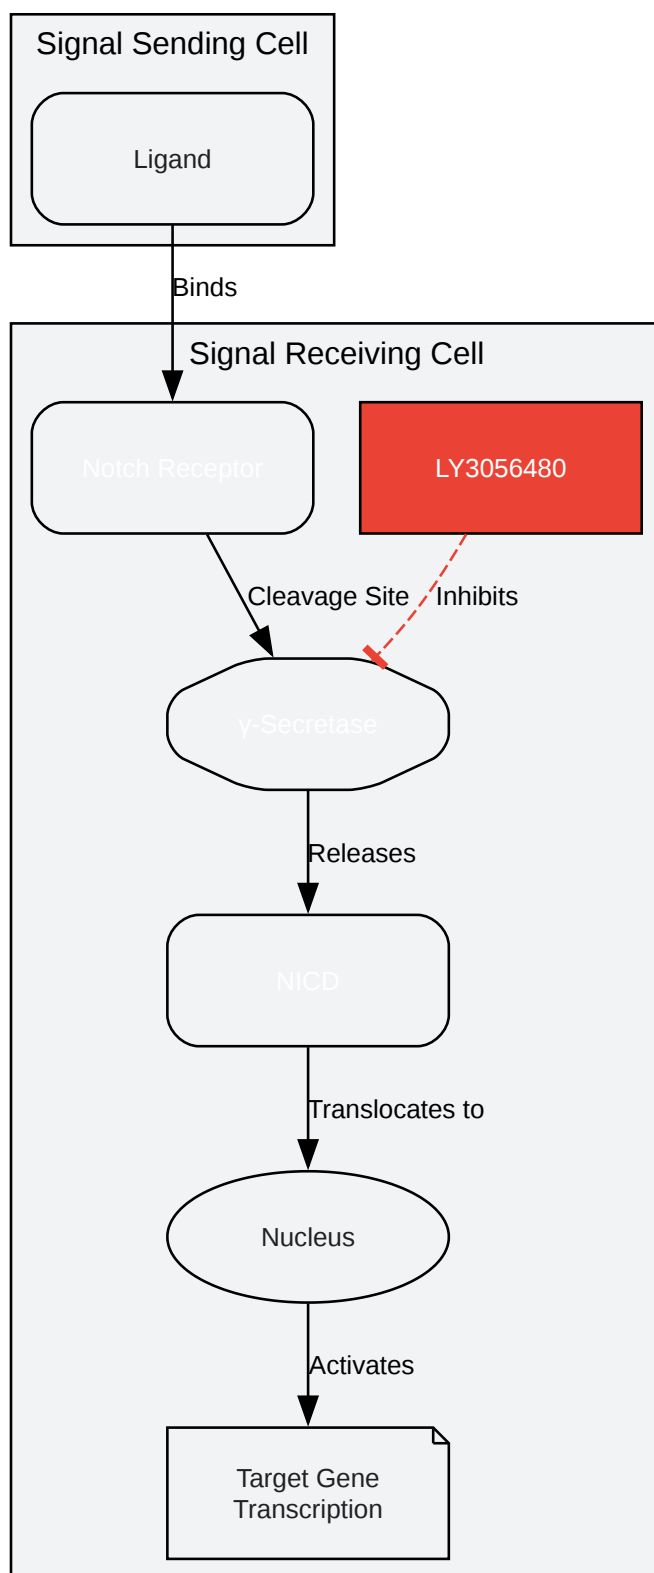 Signal Sending Cell
Ligand
Binds
Signal Receiving Cell
Notch Receptor
LY3056480
Cleavage Site
Inhibits
γ-Secretase
Releases
NICD
Translocates to
Nucleus
Activates
Target Gene
Transcription